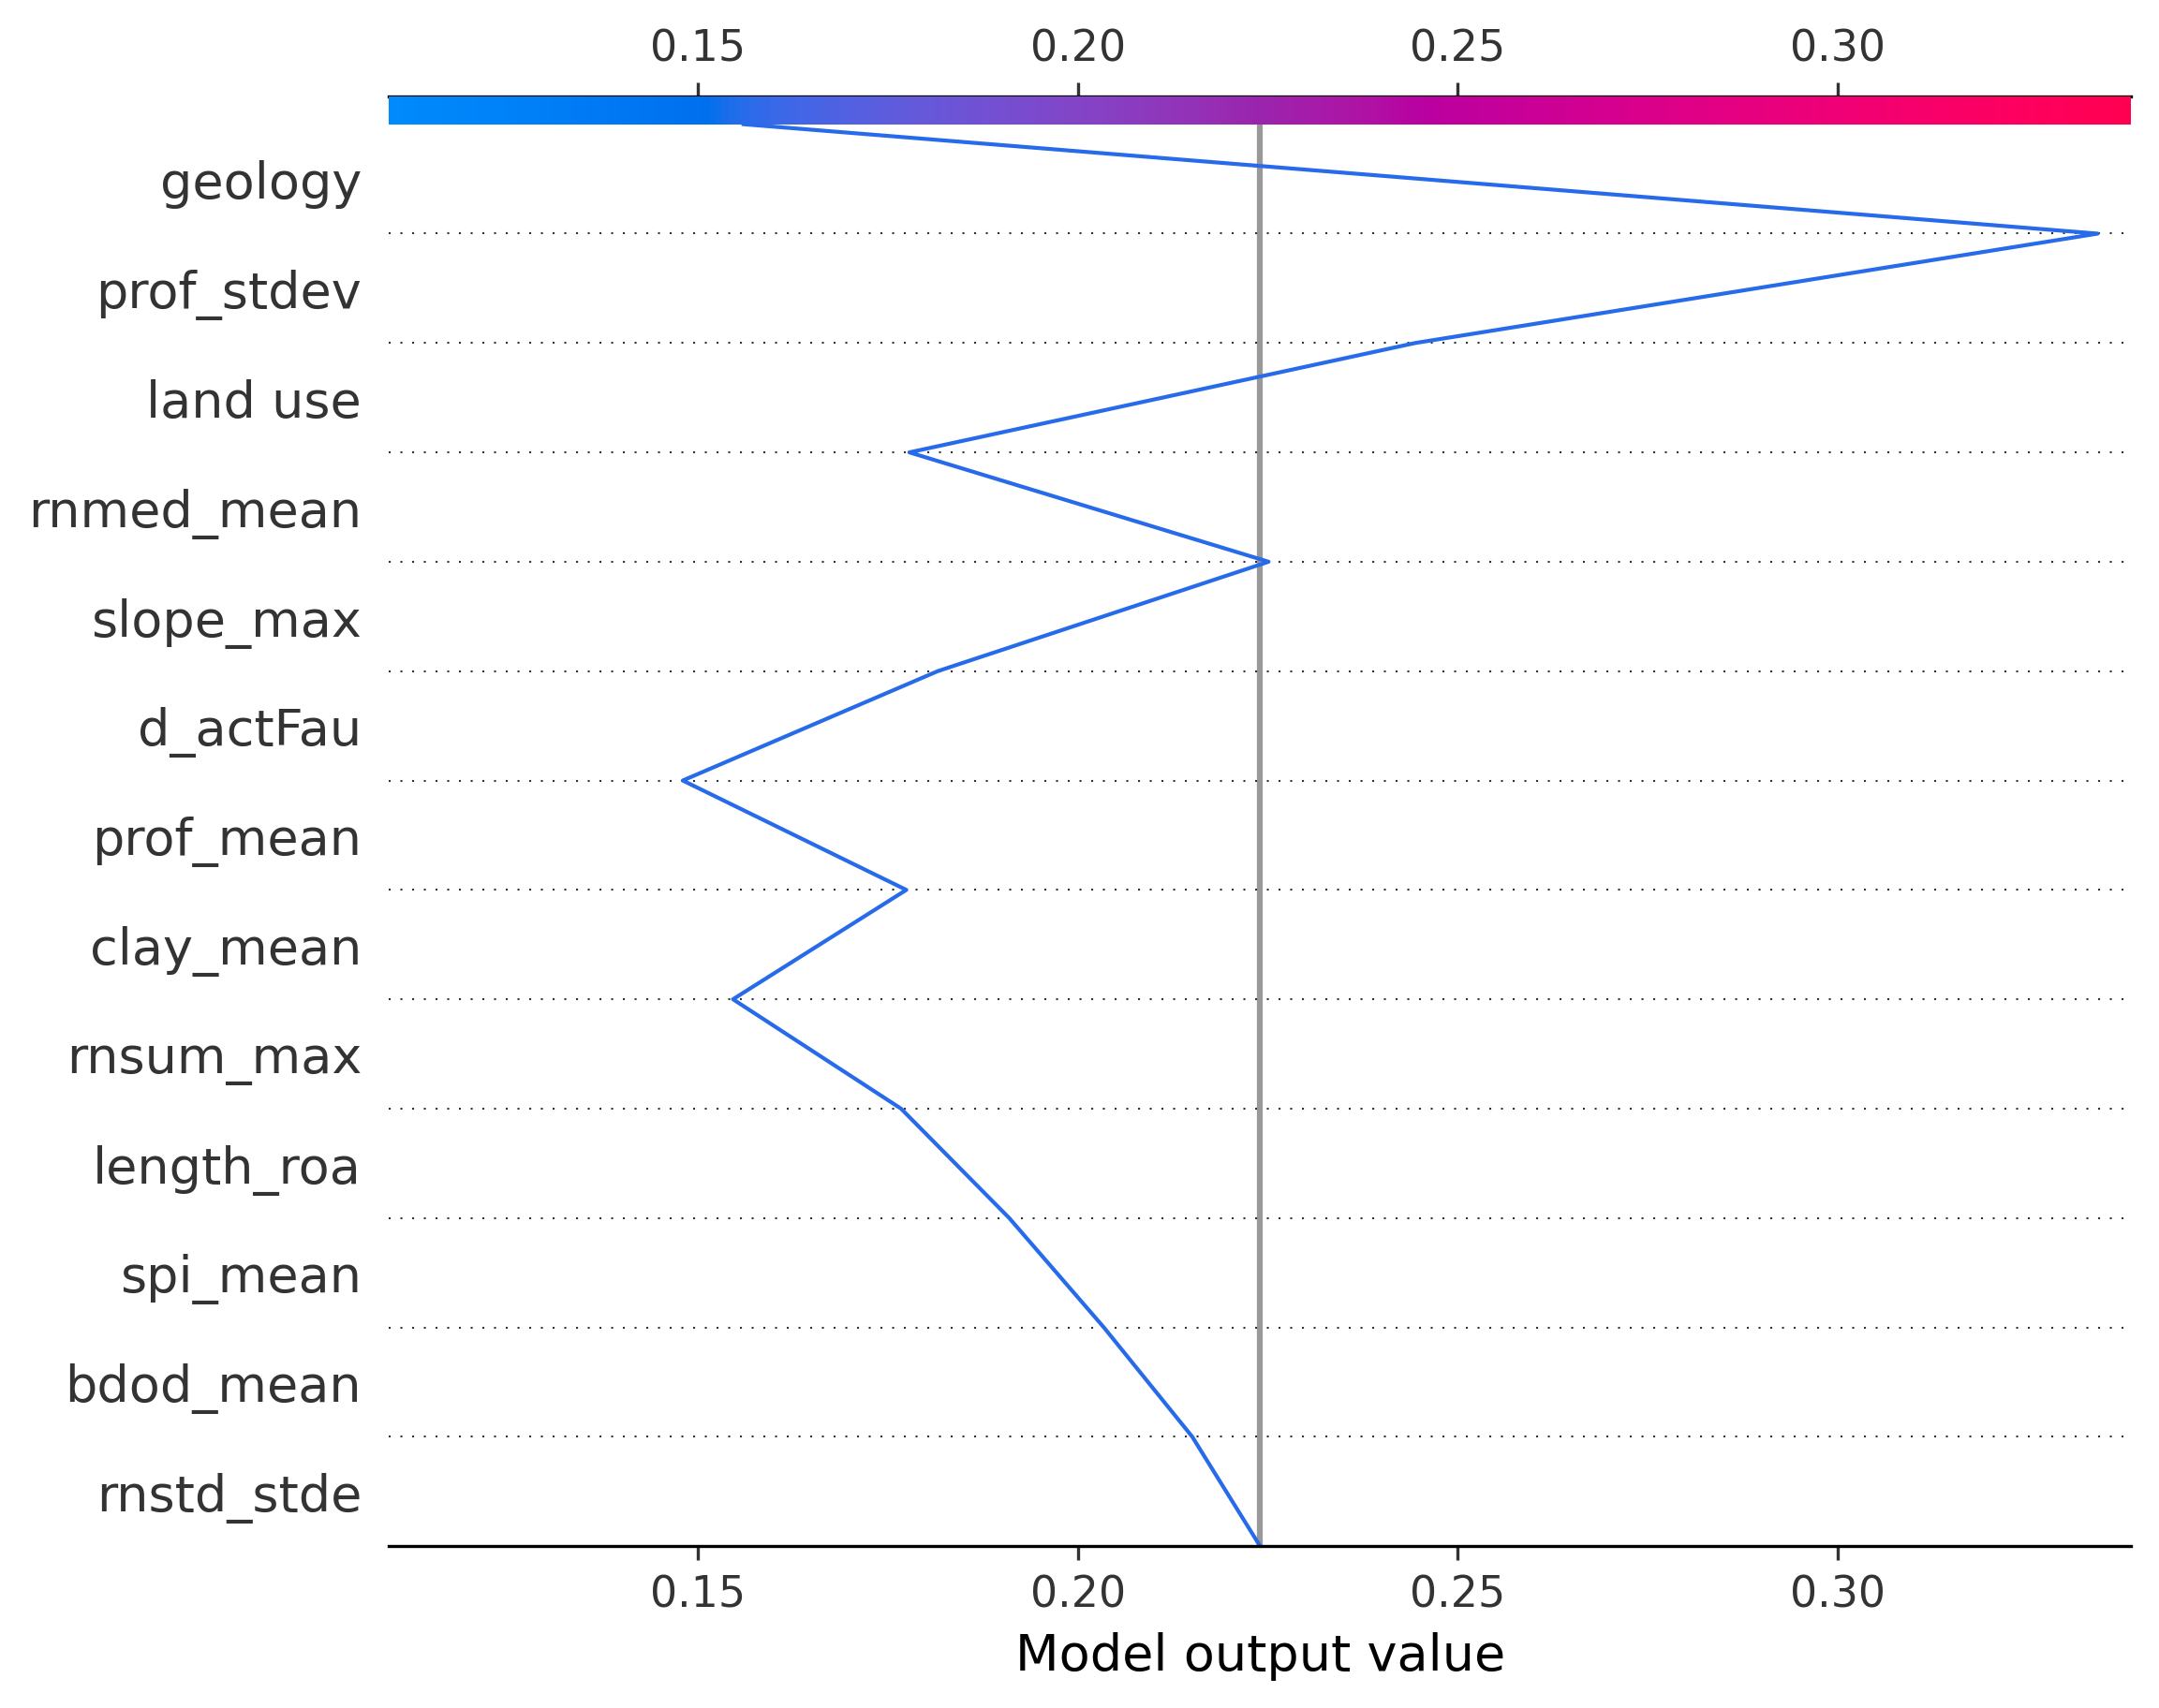 0.15 0.20 0.25 0.30
geology
prof_stdev
land use
rnmed_mean
slope_max
d_actFau
prof_mean
clay_mean
rnsum_max
length_roa
spi_mean
bdod_mean
rnstd_stde
0.15 0.20 0.25 0.30
Model output value